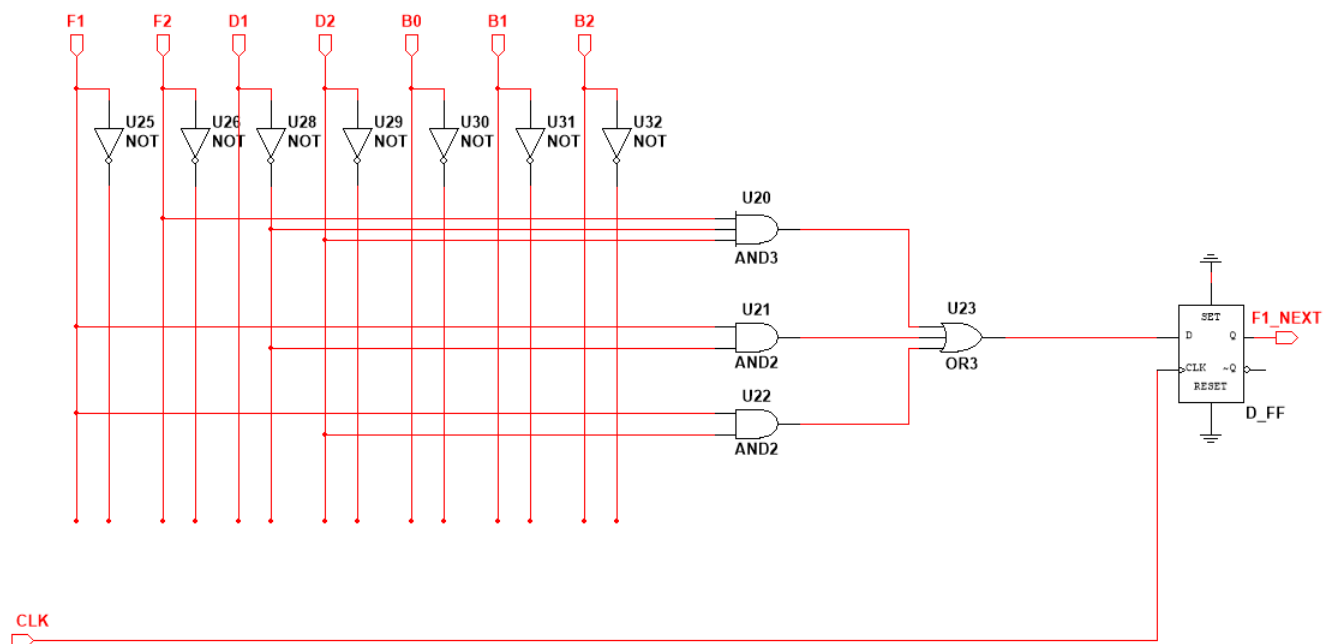 F1 F2 D1 D2 B0 B1 B2
U25 U26 U28 U29 U30 U31 U32
NOT NOT NOT NOT NOT NOT NOT
U20
AND3
U21
AND2
U22
AND2
U23
OR3
SET
D Q
CLK ~Q
RESET
D_FF
F1_NEXT
CLK